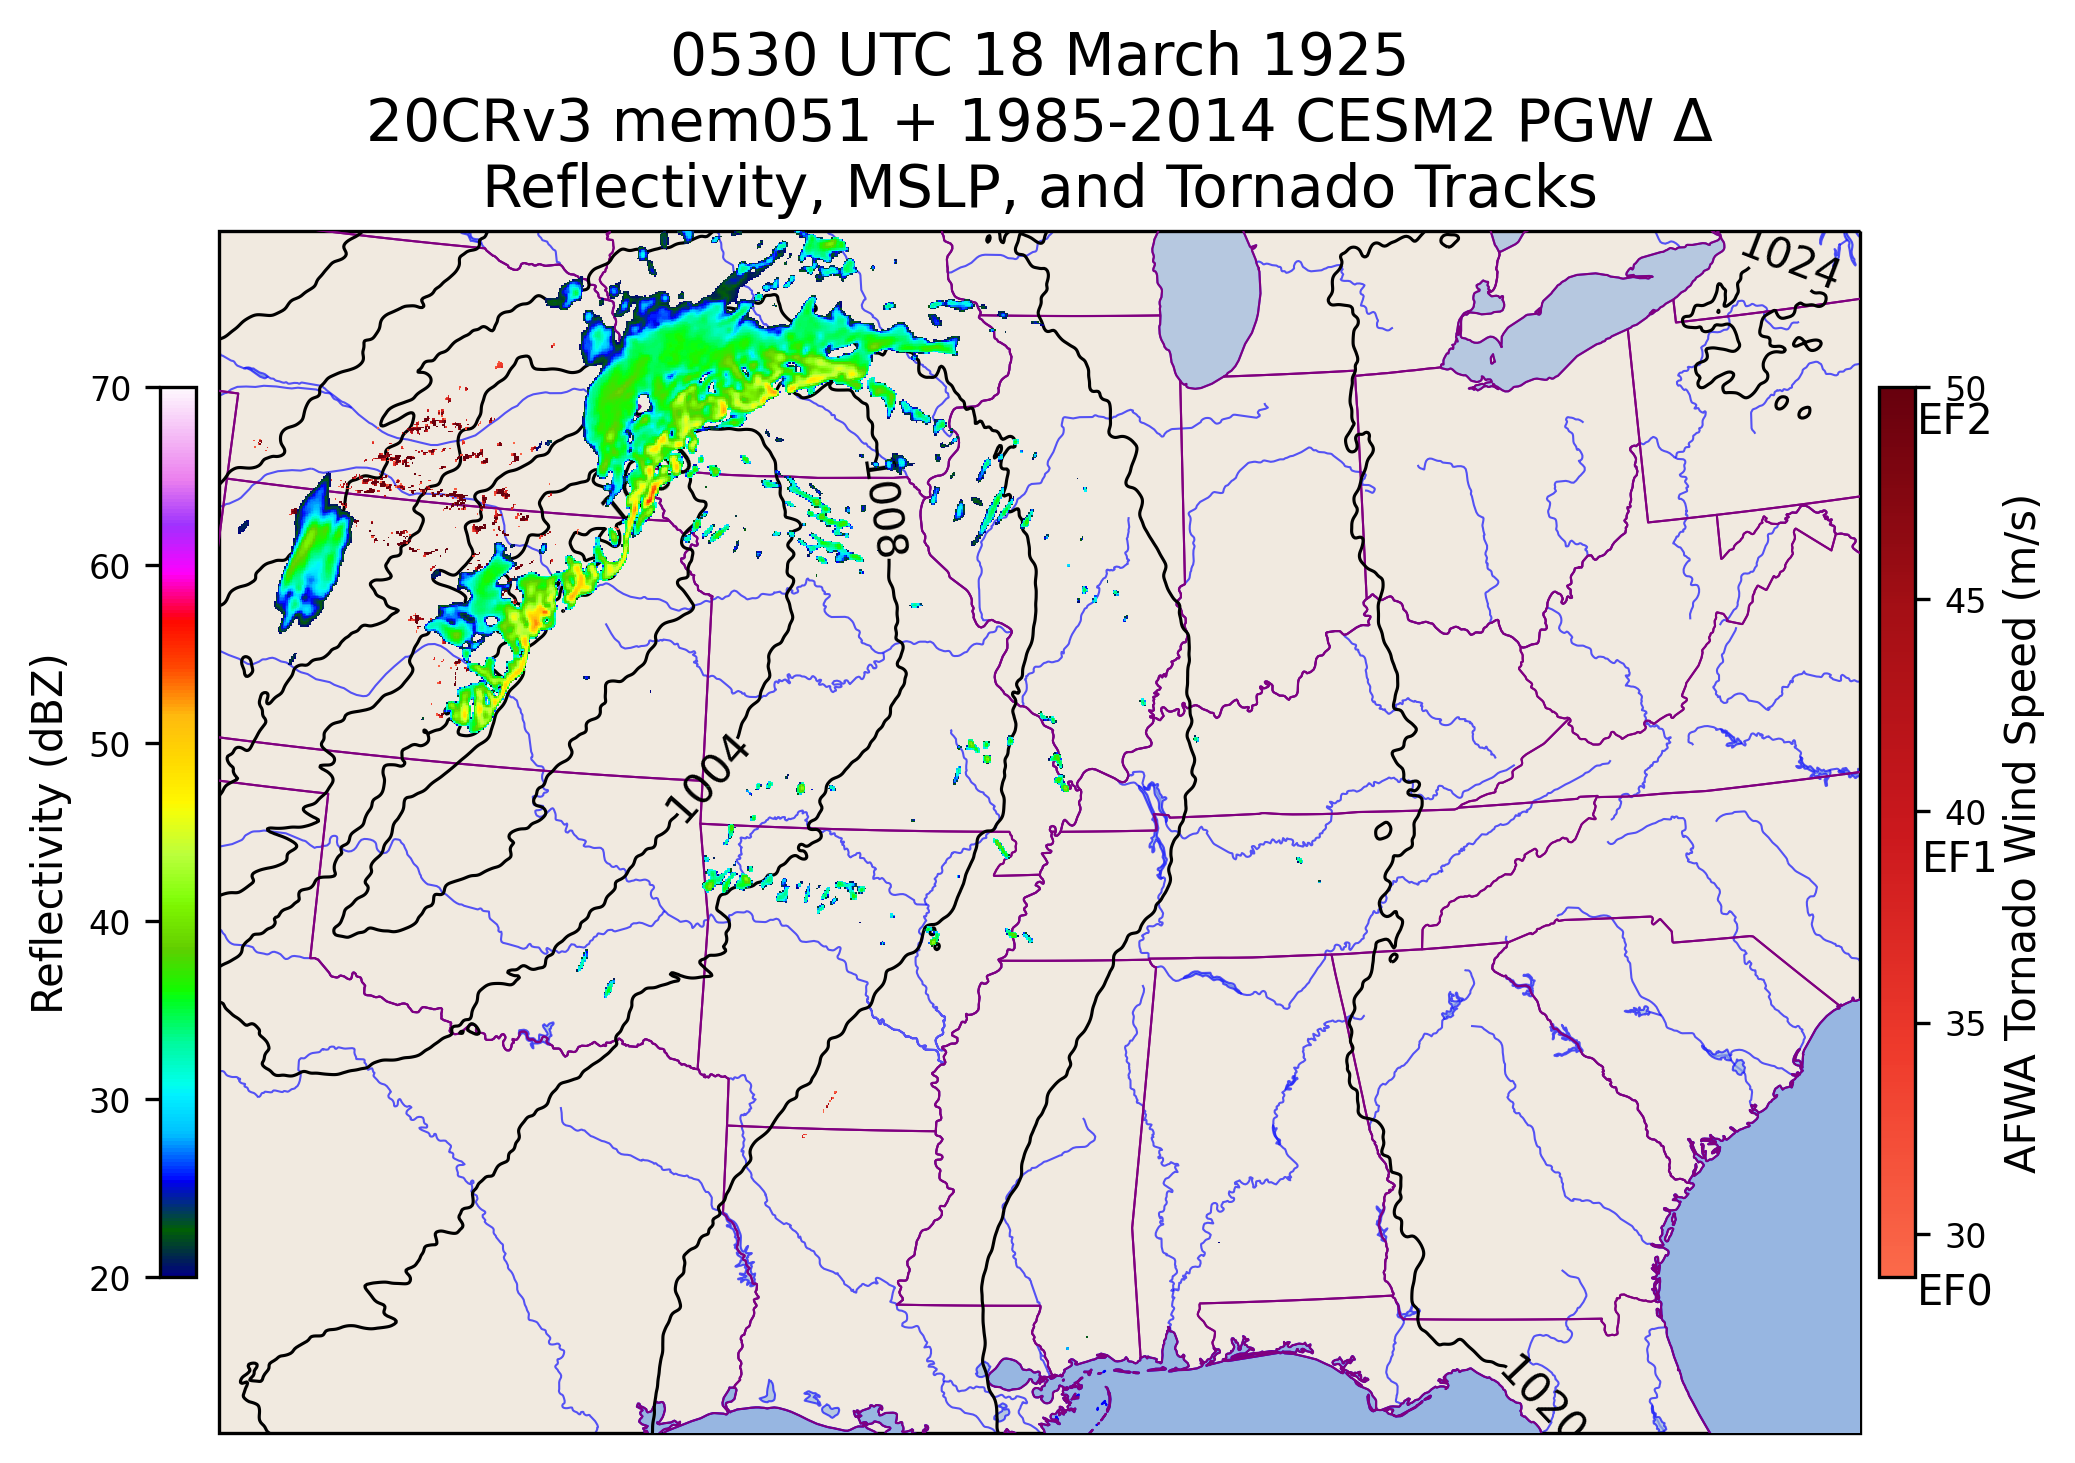 0530 UTC 18 March 1925
20CRv3 mem051 + 1985-2014 CESM2 PGW Δ
Reflectivity, MSLP, and Tornado Tracks
1024
1008
1004
1020
Reflectivity (dBZ)
70
60
50
40
30
20
50
EF2
45
40
EF1
35
30
EF0
AFWA Tornado Wind Speed (m/s)